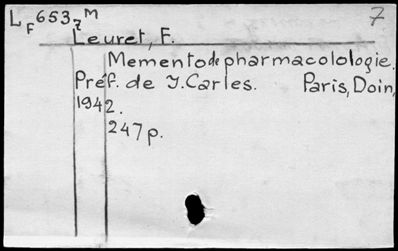 L F 653 7 M 7
Leuret, F.
Memento de pharmacolologie.
Préf. de J. Carles. Paris, Doin,
1942.
247 p.